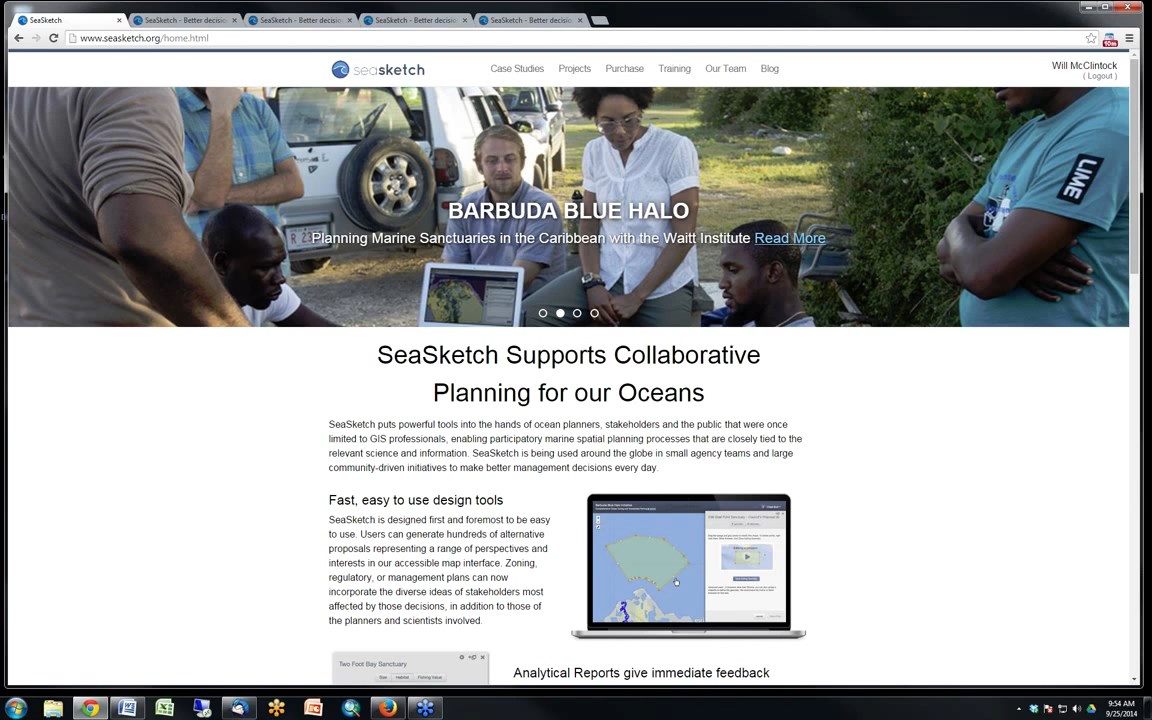 SeaSketch
SeaSketch - Better decisio
SeaSketch - Better decisio
SeaSketch - Better decisio
SeaSketch - Better decisio
www.seasketch.org/home.html
10m
seasketch
Case Studies
Projects
Purchase
Training
Our Team
Blog
Will McClintock
( Logout )
LIME
BARBUDA BLUE HALO
Planning Marine Sanctuaries in the Caribbean with the Waitt Institute Read More
SeaSketch Supports Collaborative
Planning for our Oceans
SeaSketch puts powerful tools into the hands of ocean planners, stakeholders and the public that were once
limited to GIS professionals, enabling participatory marine spatial planning processes that are closely tied to the
relevant science and information. SeaSketch is being used around the globe in small agency teams and large
community-driven initiatives to make better management decisions every day.
Fast, easy to use design tools
SeaSketch is designed first and foremost to be easy
to use. Users can generate hundreds of alternative
proposals representing a range of perspectives and
interests in our accessible map interface. Zoning,
regulatory, or management plans can now
incorporate the diverse ideas of stakeholders most
affected by those decisions, in addition to those of
the planners and scientists involved.
Two Foot Bay Sanctuary
Size
Habitat
Fishing Value
Analytical Reports give immediate feedback
9:54 AM
9/25/2014